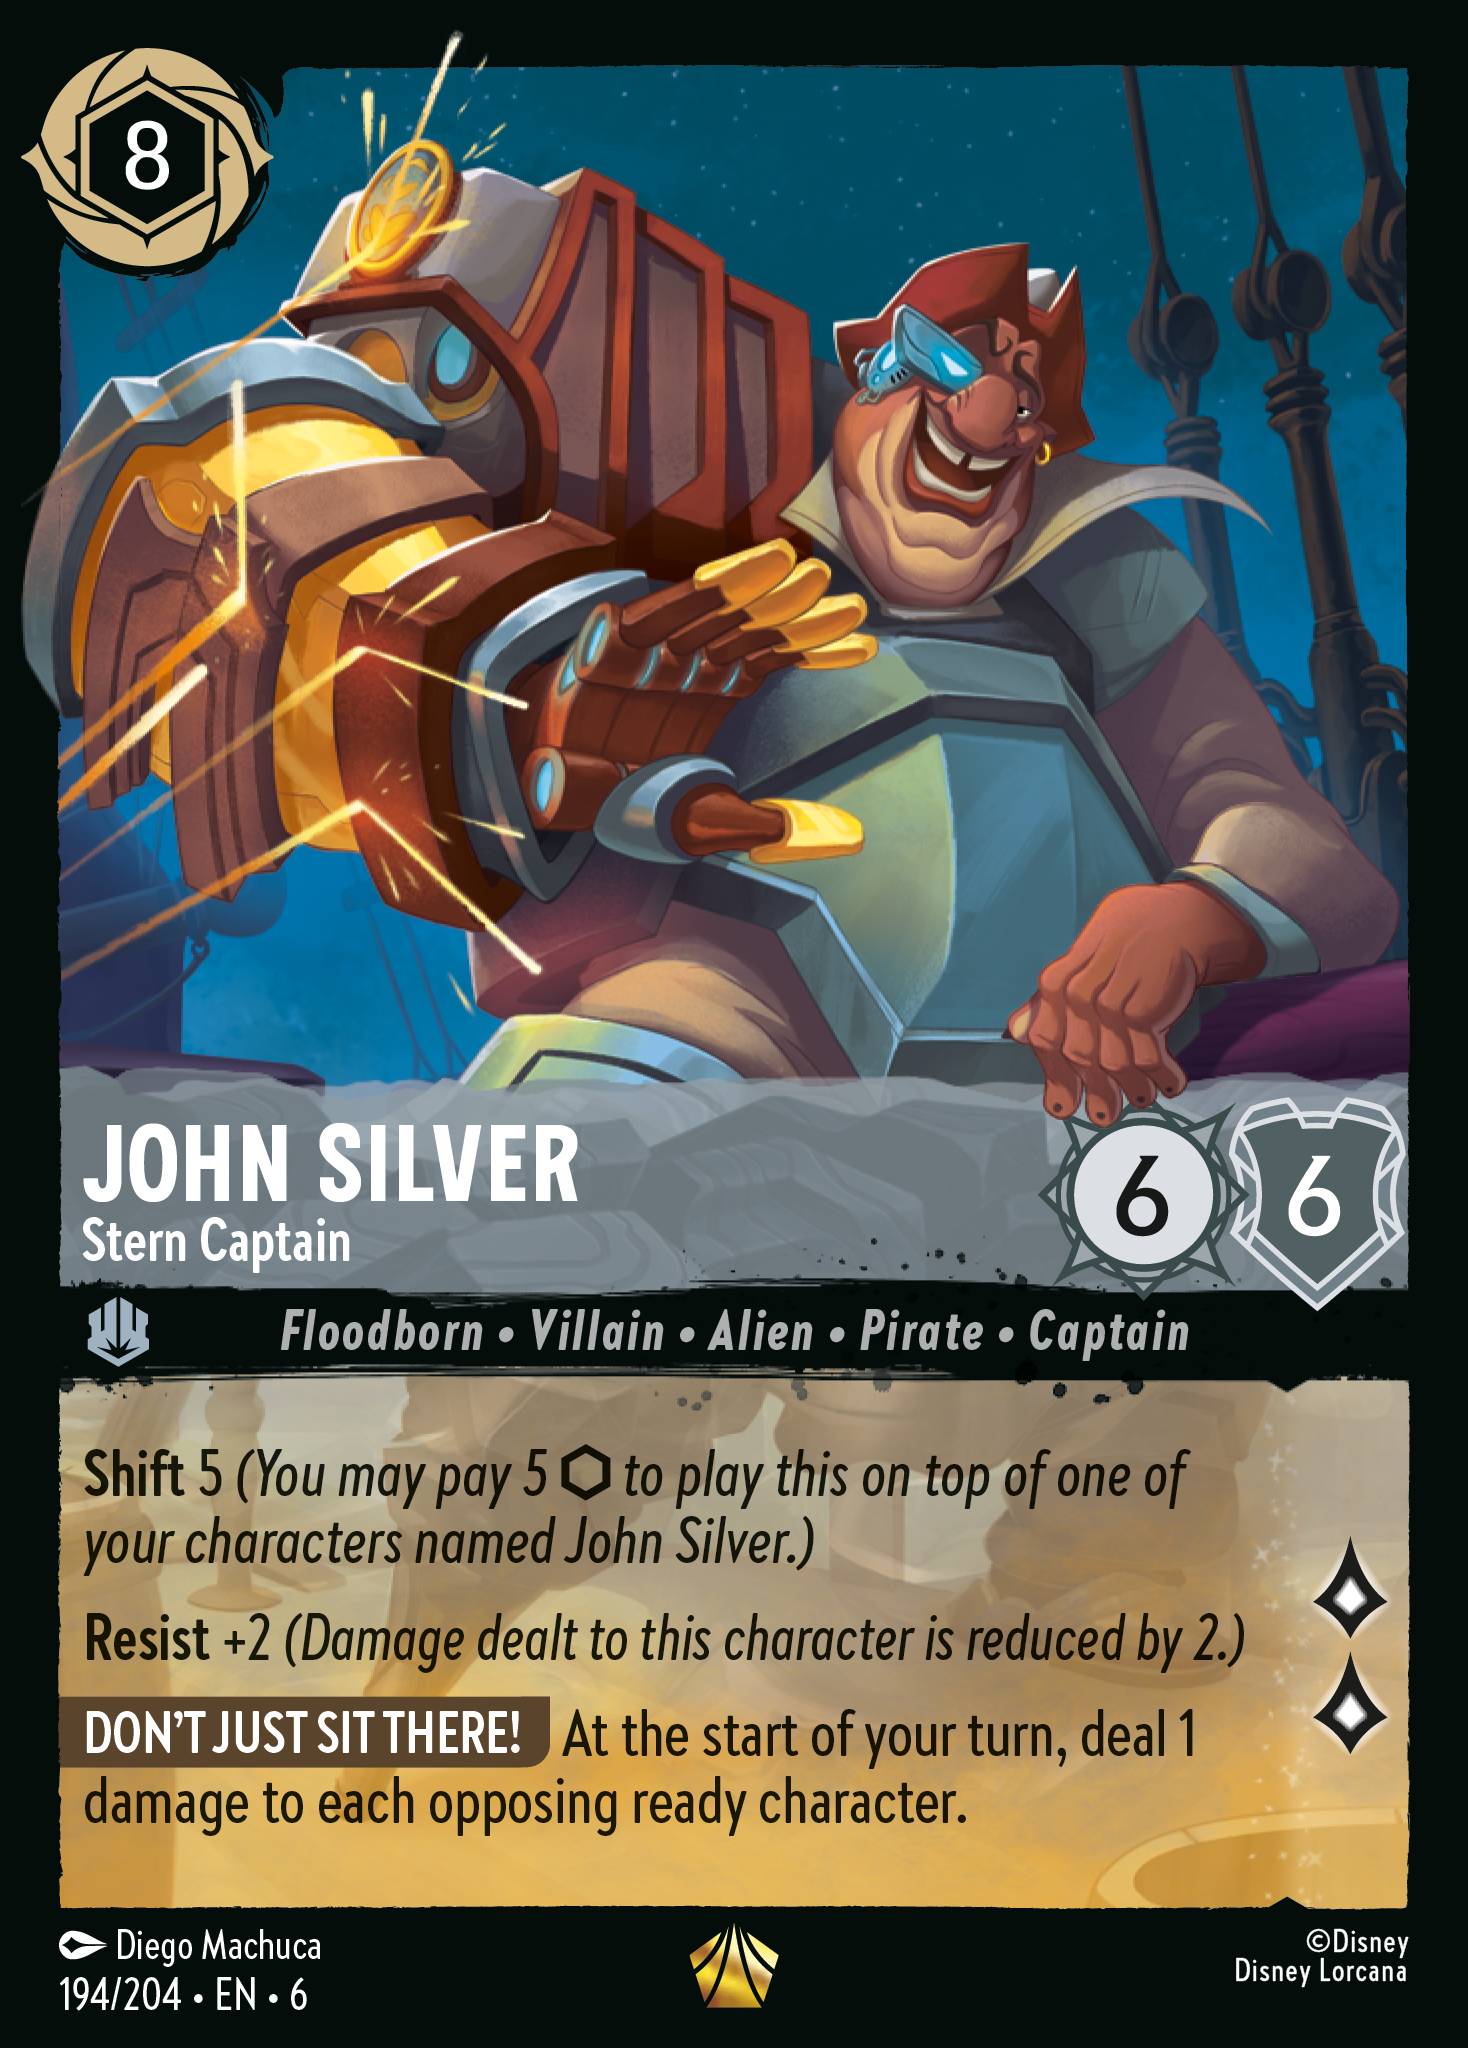 8
JOHN SILVER
Stern Captain
6
6
Floodborn • Villain • Alien • Pirate • Captain
Shift 5 (You may pay 5 ⬡ to play this on top of one of
your characters named John Silver.)
Resist +2 (Damage dealt to this character is reduced by 2.)
DON'T JUST SIT THERE! At the start of your turn, deal 1
damage to each opposing ready character.
Diego Machuca
194/204 • EN • 6
©Disney
Disney Lorcana